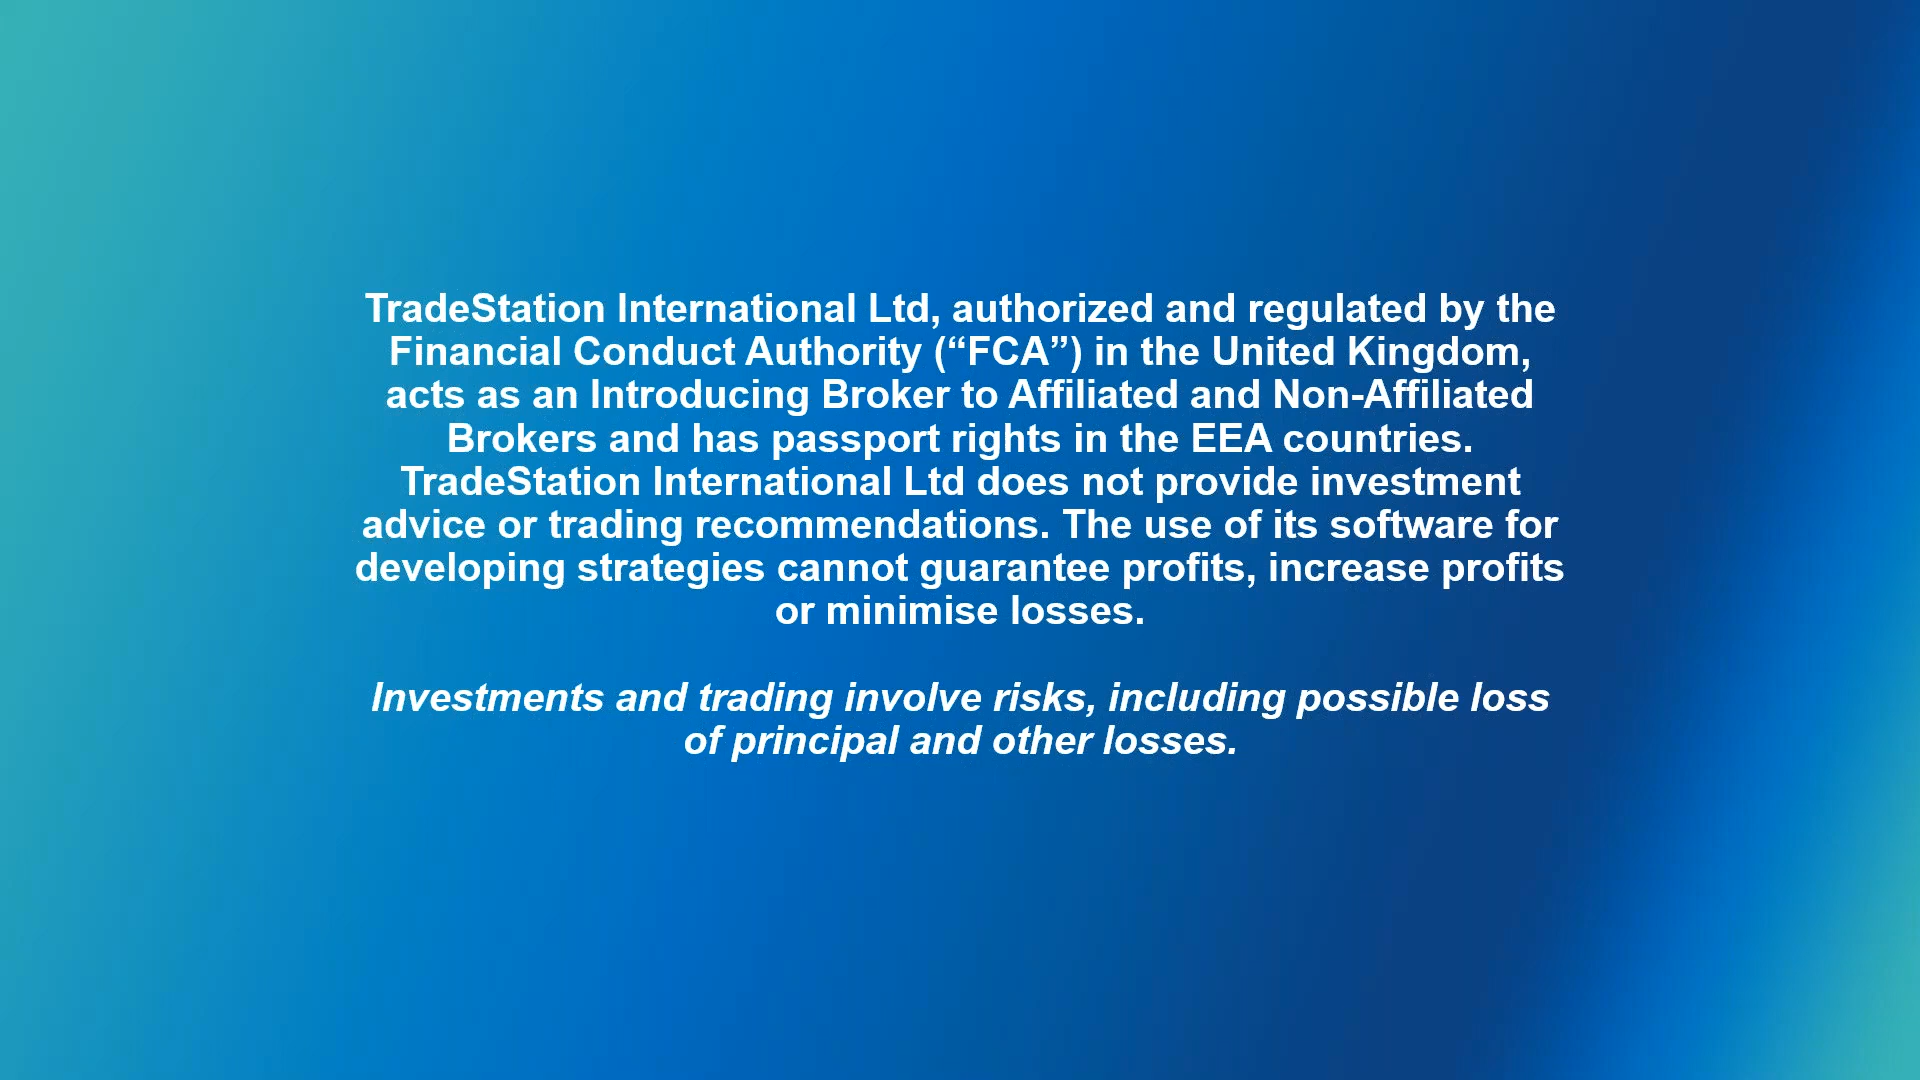 TradeStation International Ltd, authorized and regulated by the
Financial Conduct Authority (“FCA”) in the United Kingdom,
acts as an Introducing Broker to Affiliated and Non-Affiliated
Brokers and has passport rights in the EEA countries.
TradeStation International Ltd does not provide investment
advice or trading recommendations. The use of its software for
developing strategies cannot guarantee profits, increase profits
or minimise losses.
Investments and trading involve risks, including possible loss
of principal and other losses.